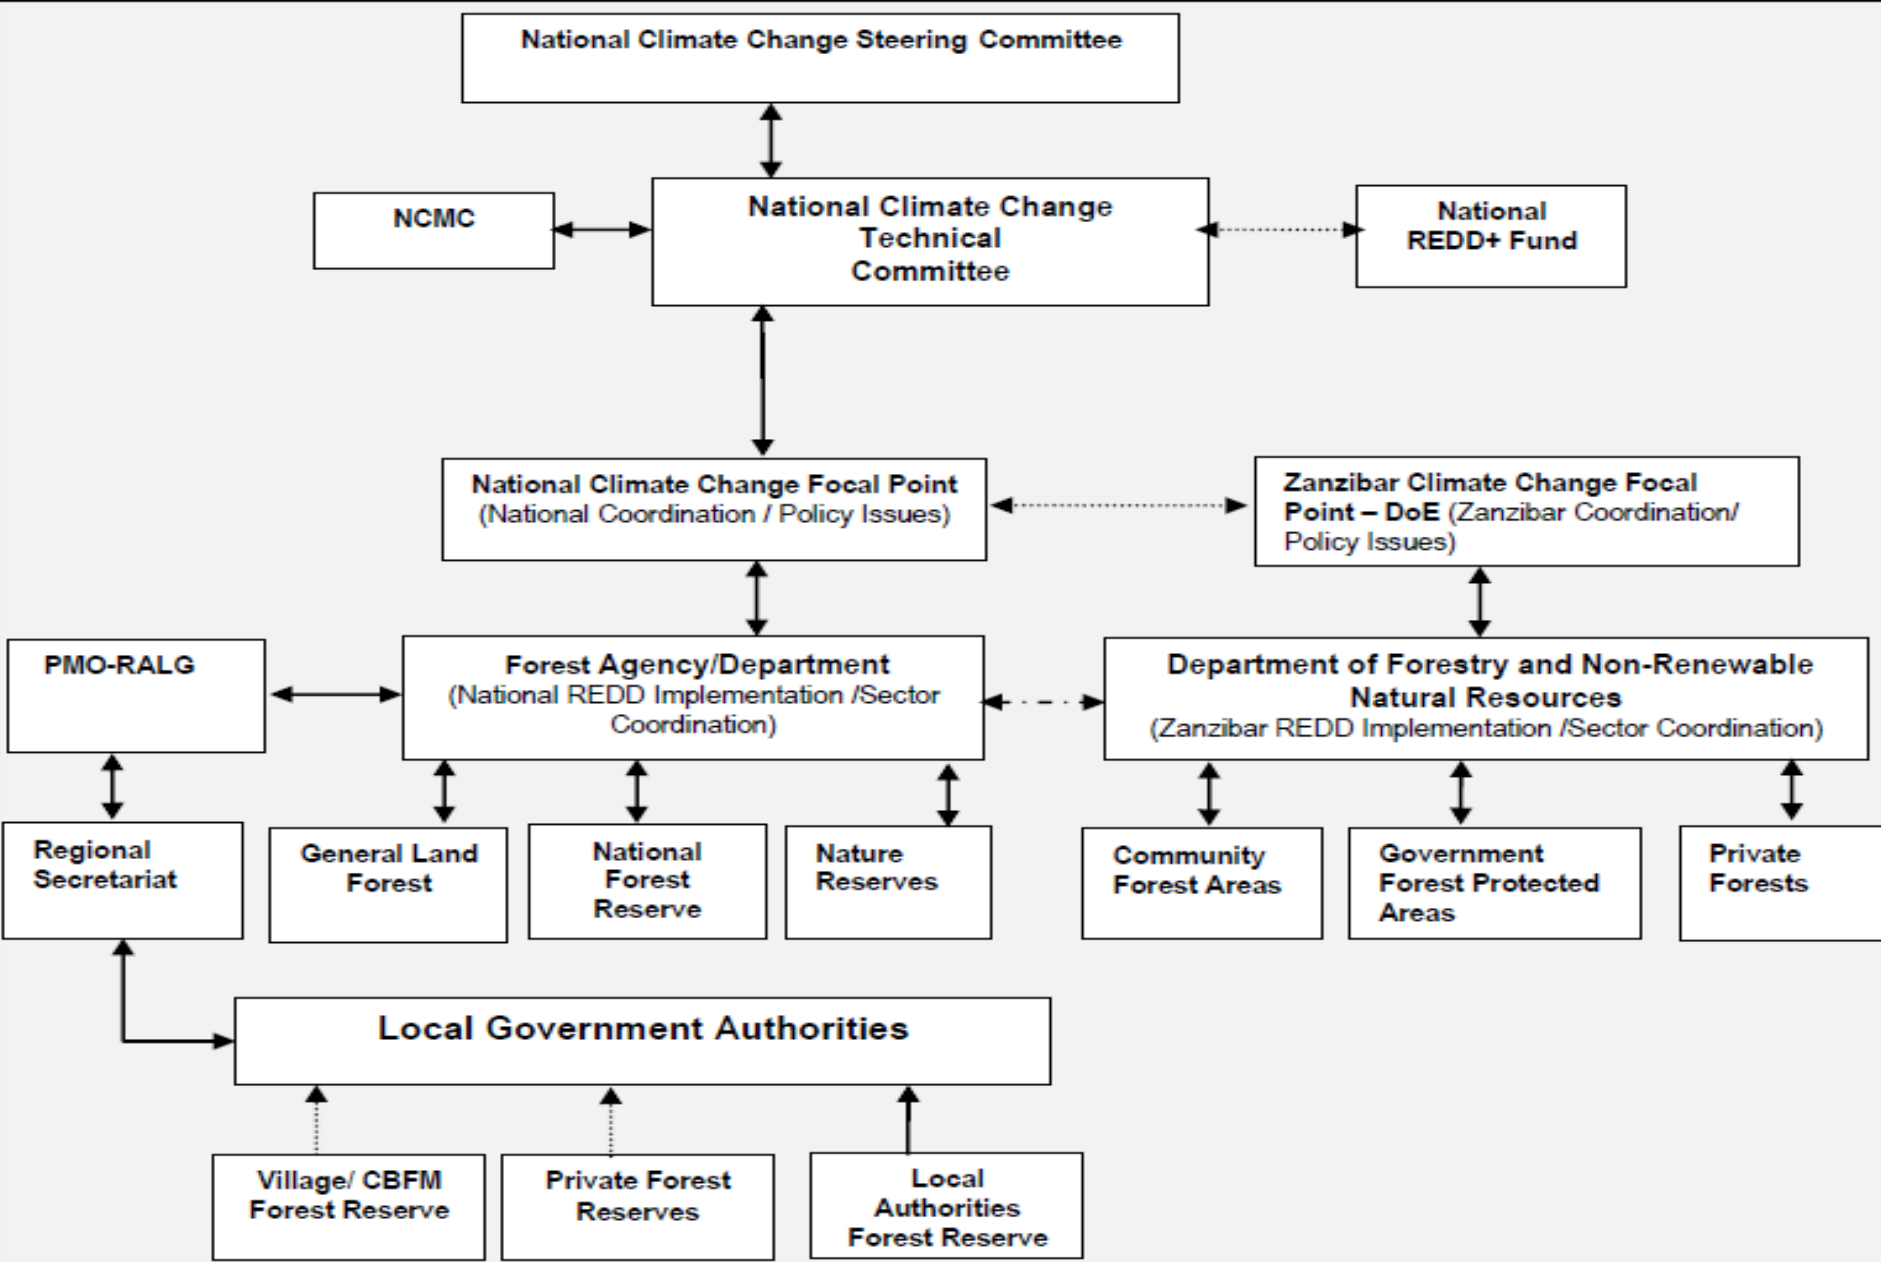 National Climate Change Steering Committee
NCMC
National Climate Change
Technical
Committee
National
REDD+ Fund
National Climate Change Focal Point
(National Coordination / Policy Issues)
Zanzibar Climate Change Focal
Point – DoE (Zanzibar Coordination/
Policy Issues)
PMO-RALG
Forest Agency/Department
(National REDD Implementation /Sector
Coordination)
Department of Forestry and Non-Renewable
Natural Resources
(Zanzibar REDD Implementation /Sector Coordination)
Regional
Secretariat
General Land
Forest
National
Forest
Reserve
Nature
Reserves
Community
Forest Areas
Government
Forest Protected
Areas
Private
Forests
Local Government Authorities
Village/ CBFM
Forest Reserve
Private Forest
Reserves
Local
Authorities
Forest Reserve